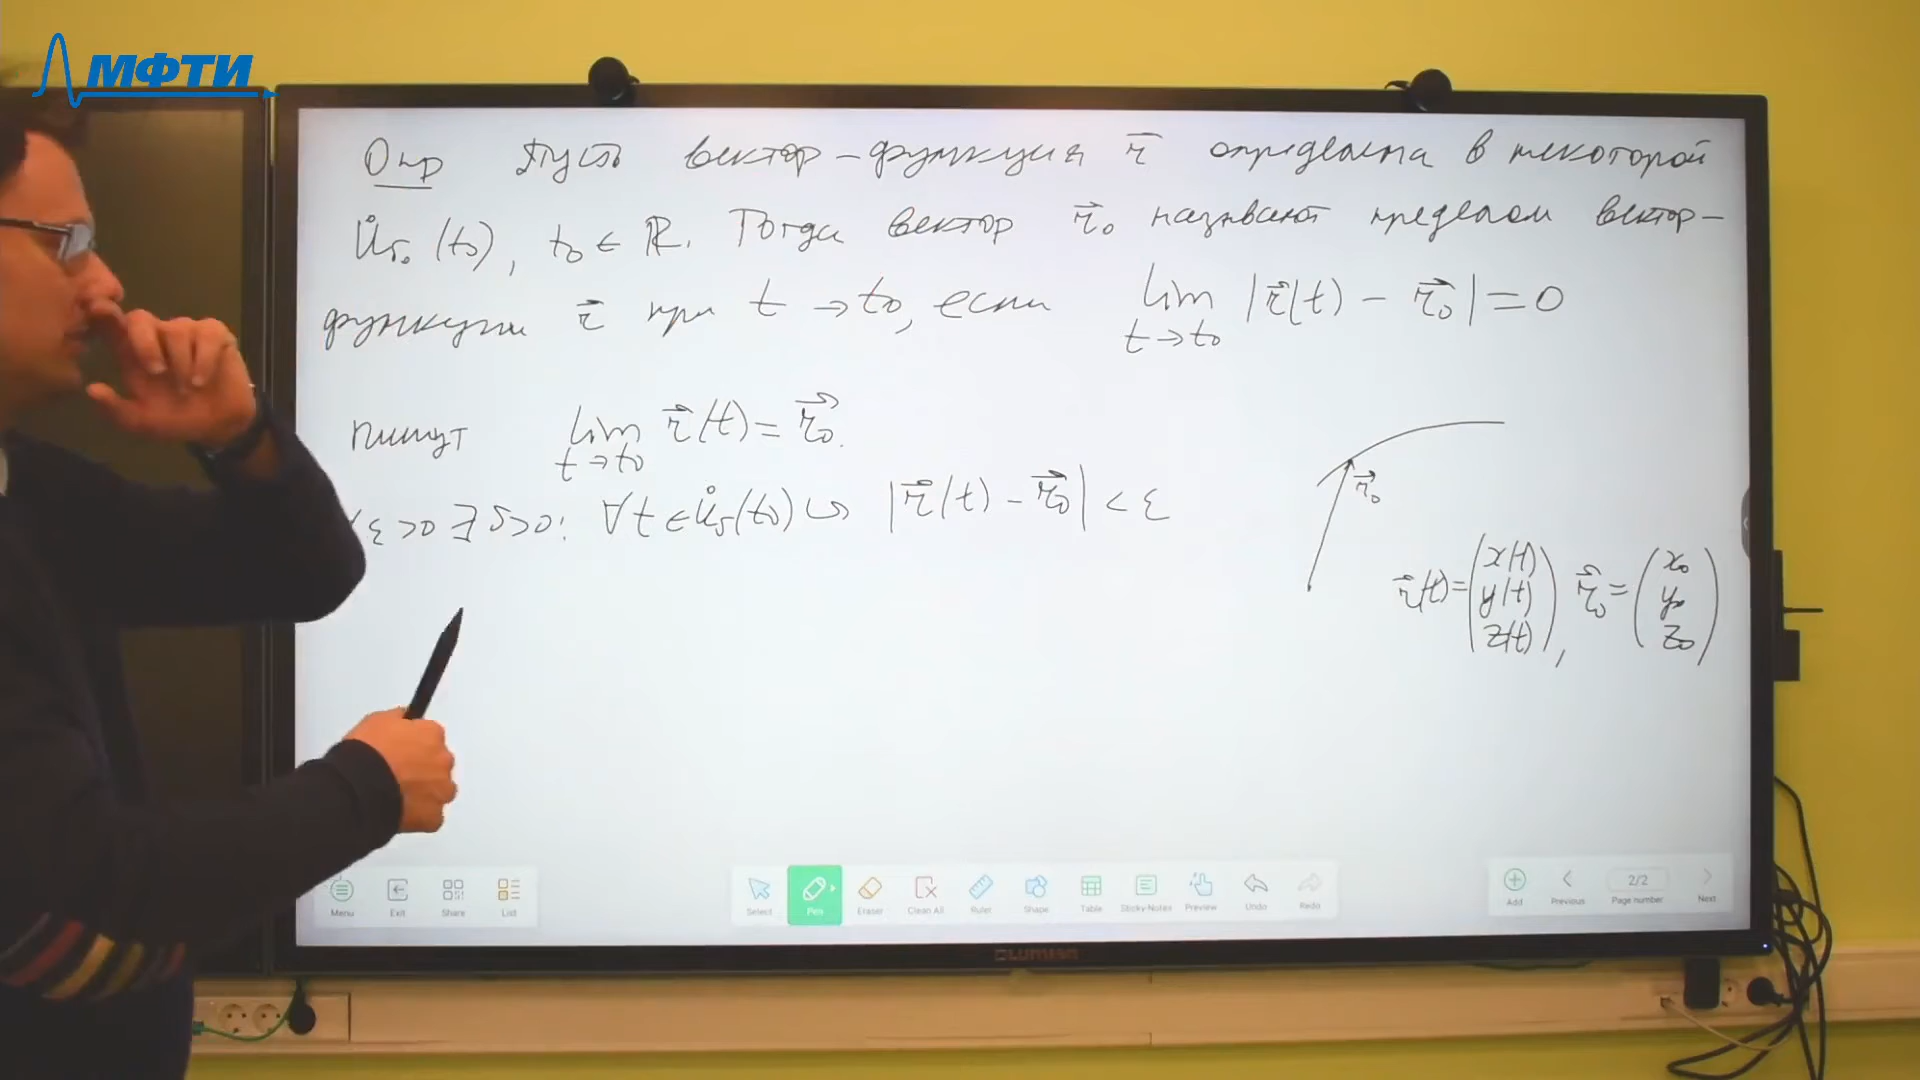 МФТИ
Опр Пусть вектор-функция r⃗ определена в некоторой
Ů_δ₀(t₀), t₀ ∈ ℝ. Тогда вектор r⃗₀ называют пределом вектор-
функции r⃗ при t → t₀, если lim_{t→t₀} |r⃗(t) − r⃗₀| = 0
пишут lim_{t→t₀} r⃗(t) = r⃗₀.
∀ε>0 ∃δ>0: ∀t ∈ Ů_δ(t₀) ↪ |r⃗(t) − r⃗₀| < ε
r⃗₀
r⃗(t) = (x(t) y(t) z(t)), r⃗₀ = (x₀ y₀ z₀)
Menu Exit Share List Select Pen Eraser Clean All Ruler Shape Table Sticky Notes Preview Undo Redo Add Previous 2/2 Page number Next